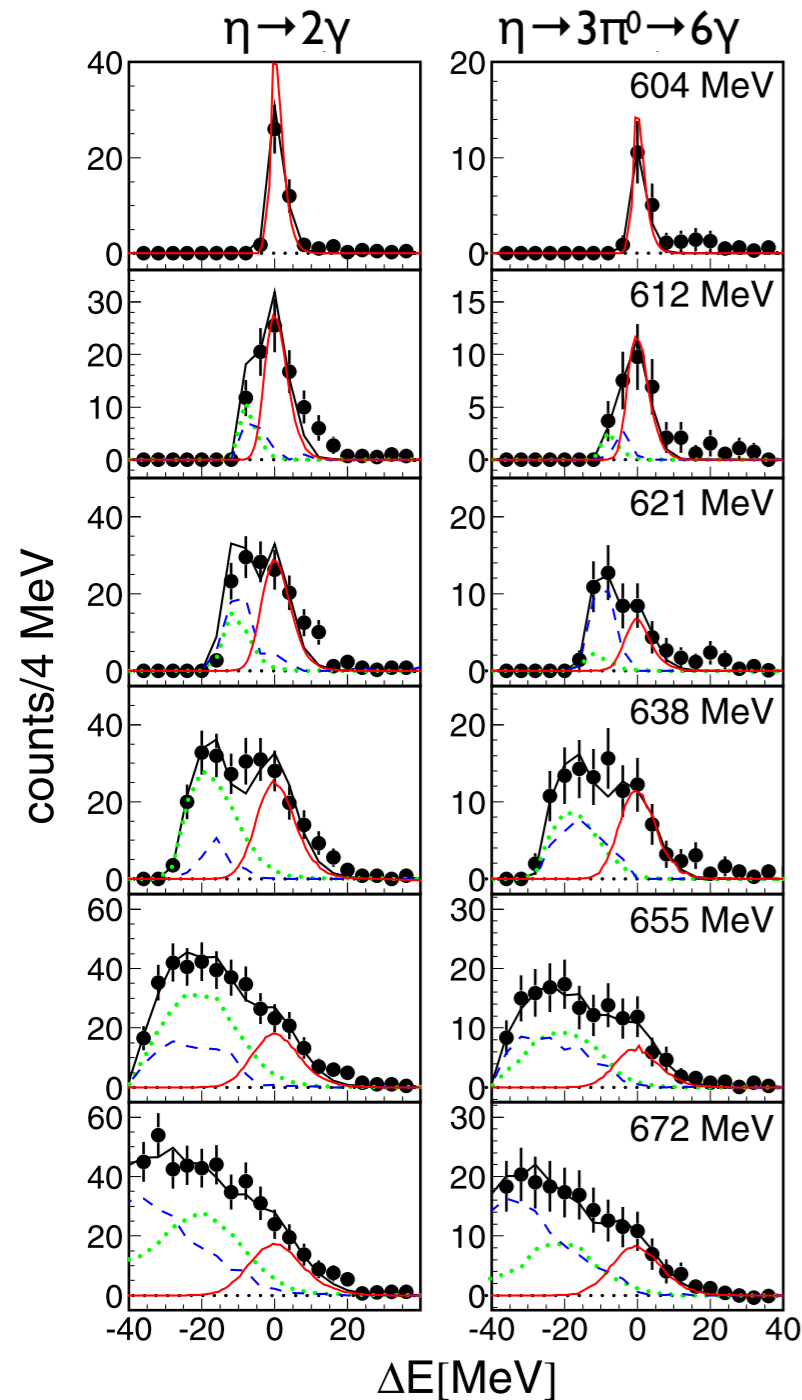 η→2γ η→3π⁰→6γ
40 20 604 MeV
20 10
0 0
30 15 612 MeV
20 10
10 5
0 0
40 20 621 MeV
20 10
0 0
40 638 MeV
30 20
20 10
10
0 0
60 30 655 MeV
40 20
20 10
0 0
60 30 672 MeV
40 20
20 10
0 0
-40 -20 0 20 -40 -20 0 20 40
counts/4 MeV
ΔE[MeV]